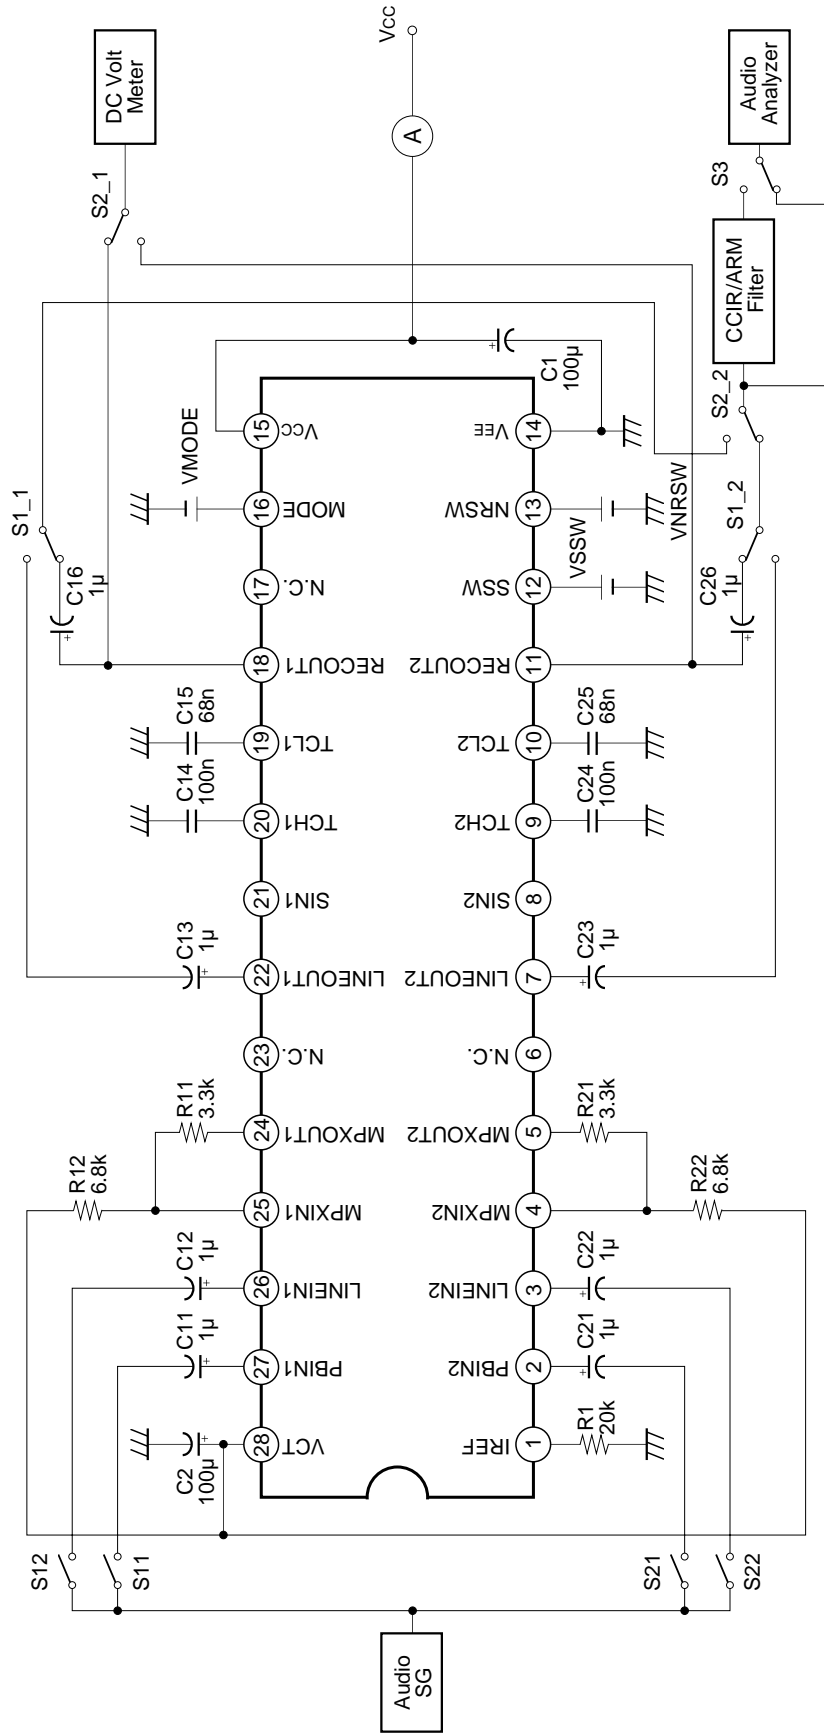 Audio
SG
S12
S11
S21
S22
C2
100µ
C11
1µ
C12
1µ
R12
6.8k
R11
3.3k
C13
1µ
C14
100n
C15
68n
C16
1µ
S1_1
S2_1
DC Volt
Meter
VMODE
28
27
26
25
24
23
22
21
20
19
18
17
16
15
VCT
PBIN1
LINEIN1
MPXIN1
MPXOUT1
N.C.
LINEOUT1
SIN1
TCH1
TCL1
RECOUT1
N.C.
MODE
VCC
IREF
PBIN2
LINEIN2
MPXIN2
MPXOUT2
N.C.
LINEOUT2
SIN2
TCH2
TCL2
RECOUT2
SSW
NRSW
VEE
1
2
3
4
5
6
7
8
9
10
11
12
13
14
R1
20k
C21
1µ
C22
1µ
R22
6.8k
R21
3.3k
C23
1µ
C24
100n
C25
68n
C26
1µ
VSSW
VNRSW
S1_2
S2_2
C1
100µ
A
VCC
CCIR/ARM
Filter
S3
Audio
Analyzer
+
+
+
+
+
+
+
+
+
+